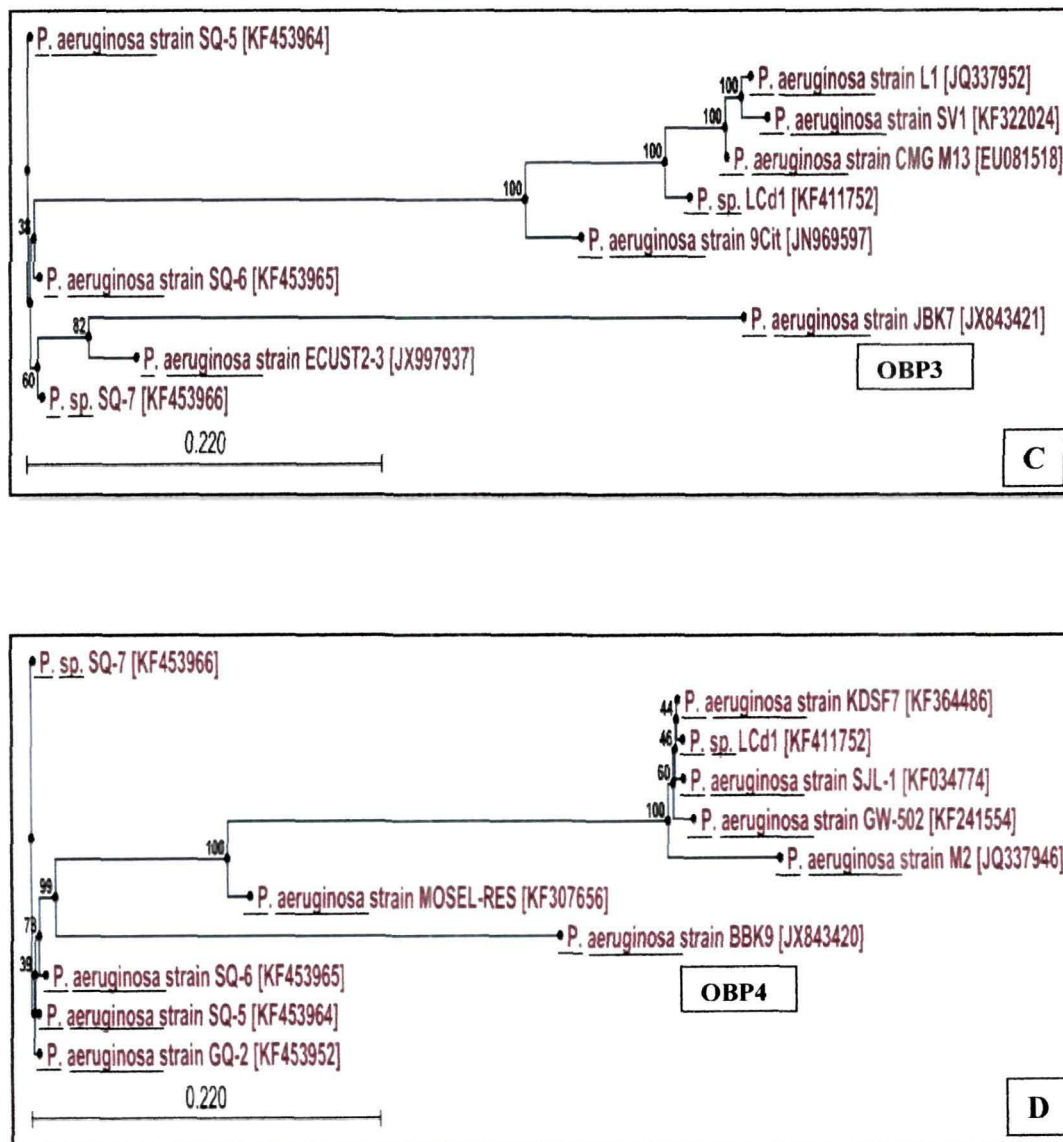 P. aeruginosa strain SQ-5 [KF453964]
P. aeruginosa strain L1 [JQ337952]
100
P. aeruginosa strain SV1 [KF322024]
100
P. aeruginosa strain CMG M13 [EU081518]
100
P. sp. LCd1 [KF411752]
100
P. aeruginosa strain 9Cit [JN969597]
38
P. aeruginosa strain SQ-6 [KF453965]
P. aeruginosa strain JBK7 [JX843421]
82
P. aeruginosa strain ECUST2-3 [JX997937]
OBP3
60
P. sp. SQ-7 [KF453966]
0.220
C
P. sp. SQ-7 [KF453966]
P. aeruginosa strain KDSF7 [KF364486]
44
P. sp. LCd1 [KF411752]
46
P. aeruginosa strain SJL-1 [KF034774]
60
P. aeruginosa strain GW-502 [KF241554]
100
P. aeruginosa strain M2 [JQ337946]
100
P. aeruginosa strain MOSEL-RES [KF307656]
99
P. aeruginosa strain BBK9 [JX843420]
73
P. aeruginosa strain SQ-6 [KF453965]
39
OBP4
P. aeruginosa strain SQ-5 [KF453964]
P. aeruginosa strain GQ-2 [KF453952]
0.220
D